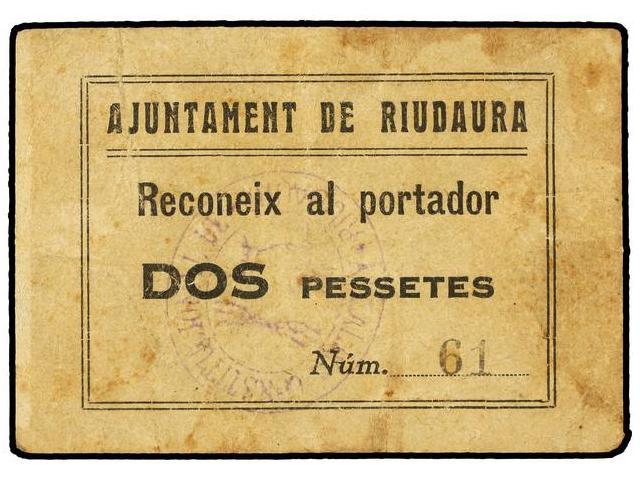 AJUNTAMENT DE RIUDAURA
Reconeix al portador
DOS PESSETES
Núm. 61